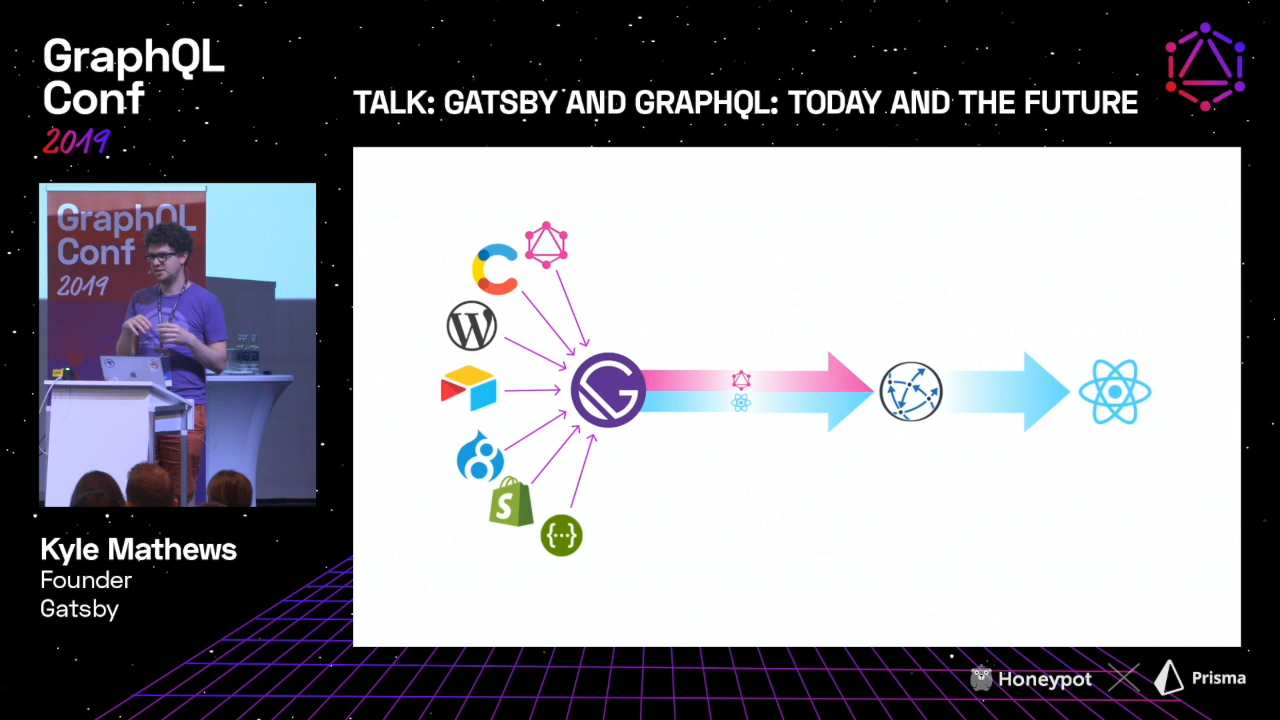 GraphQL
Conf
2019
TALK: GATSBY AND GRAPHQL: TODAY AND THE FUTURE
GraphQL
Conf
2019
Kyle Mathews
Founder
Gatsby
Honeypot
Prisma